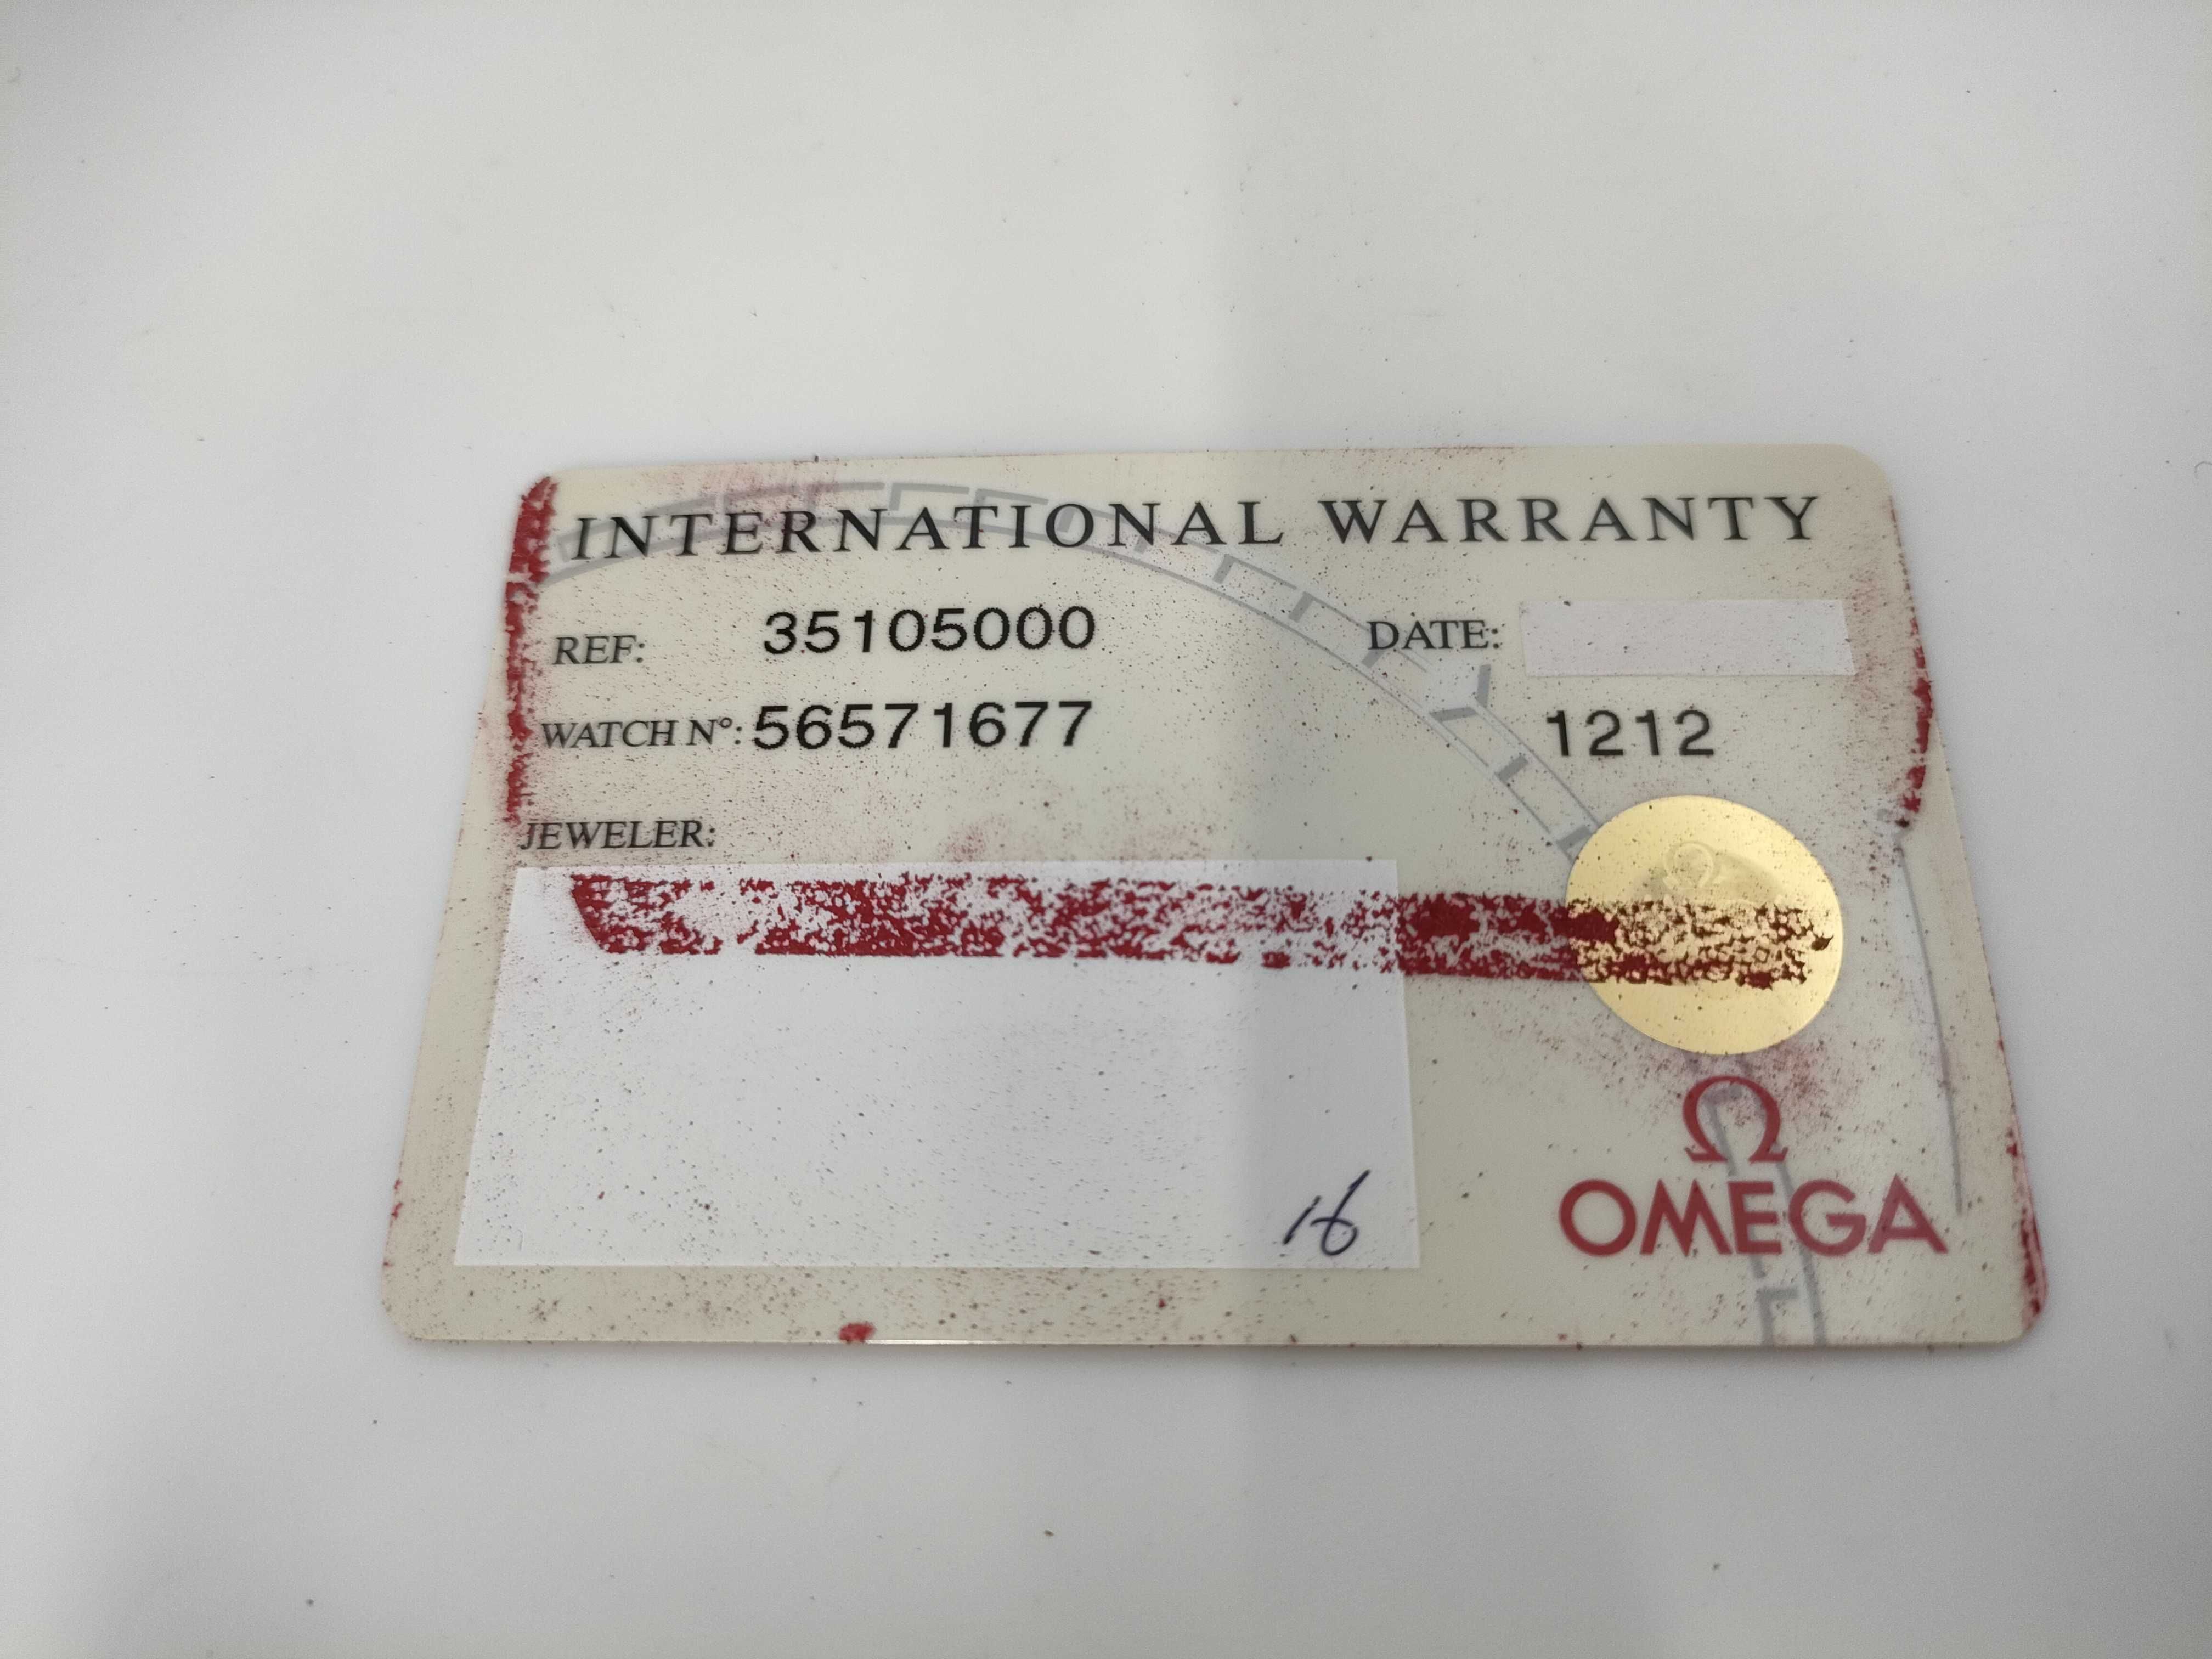 INTERNATIONAL WARRANTY
REF: 35105000 DATE:
WATCH N°: 56571677 1212
JEWELER:
16
Ω
OMEGA